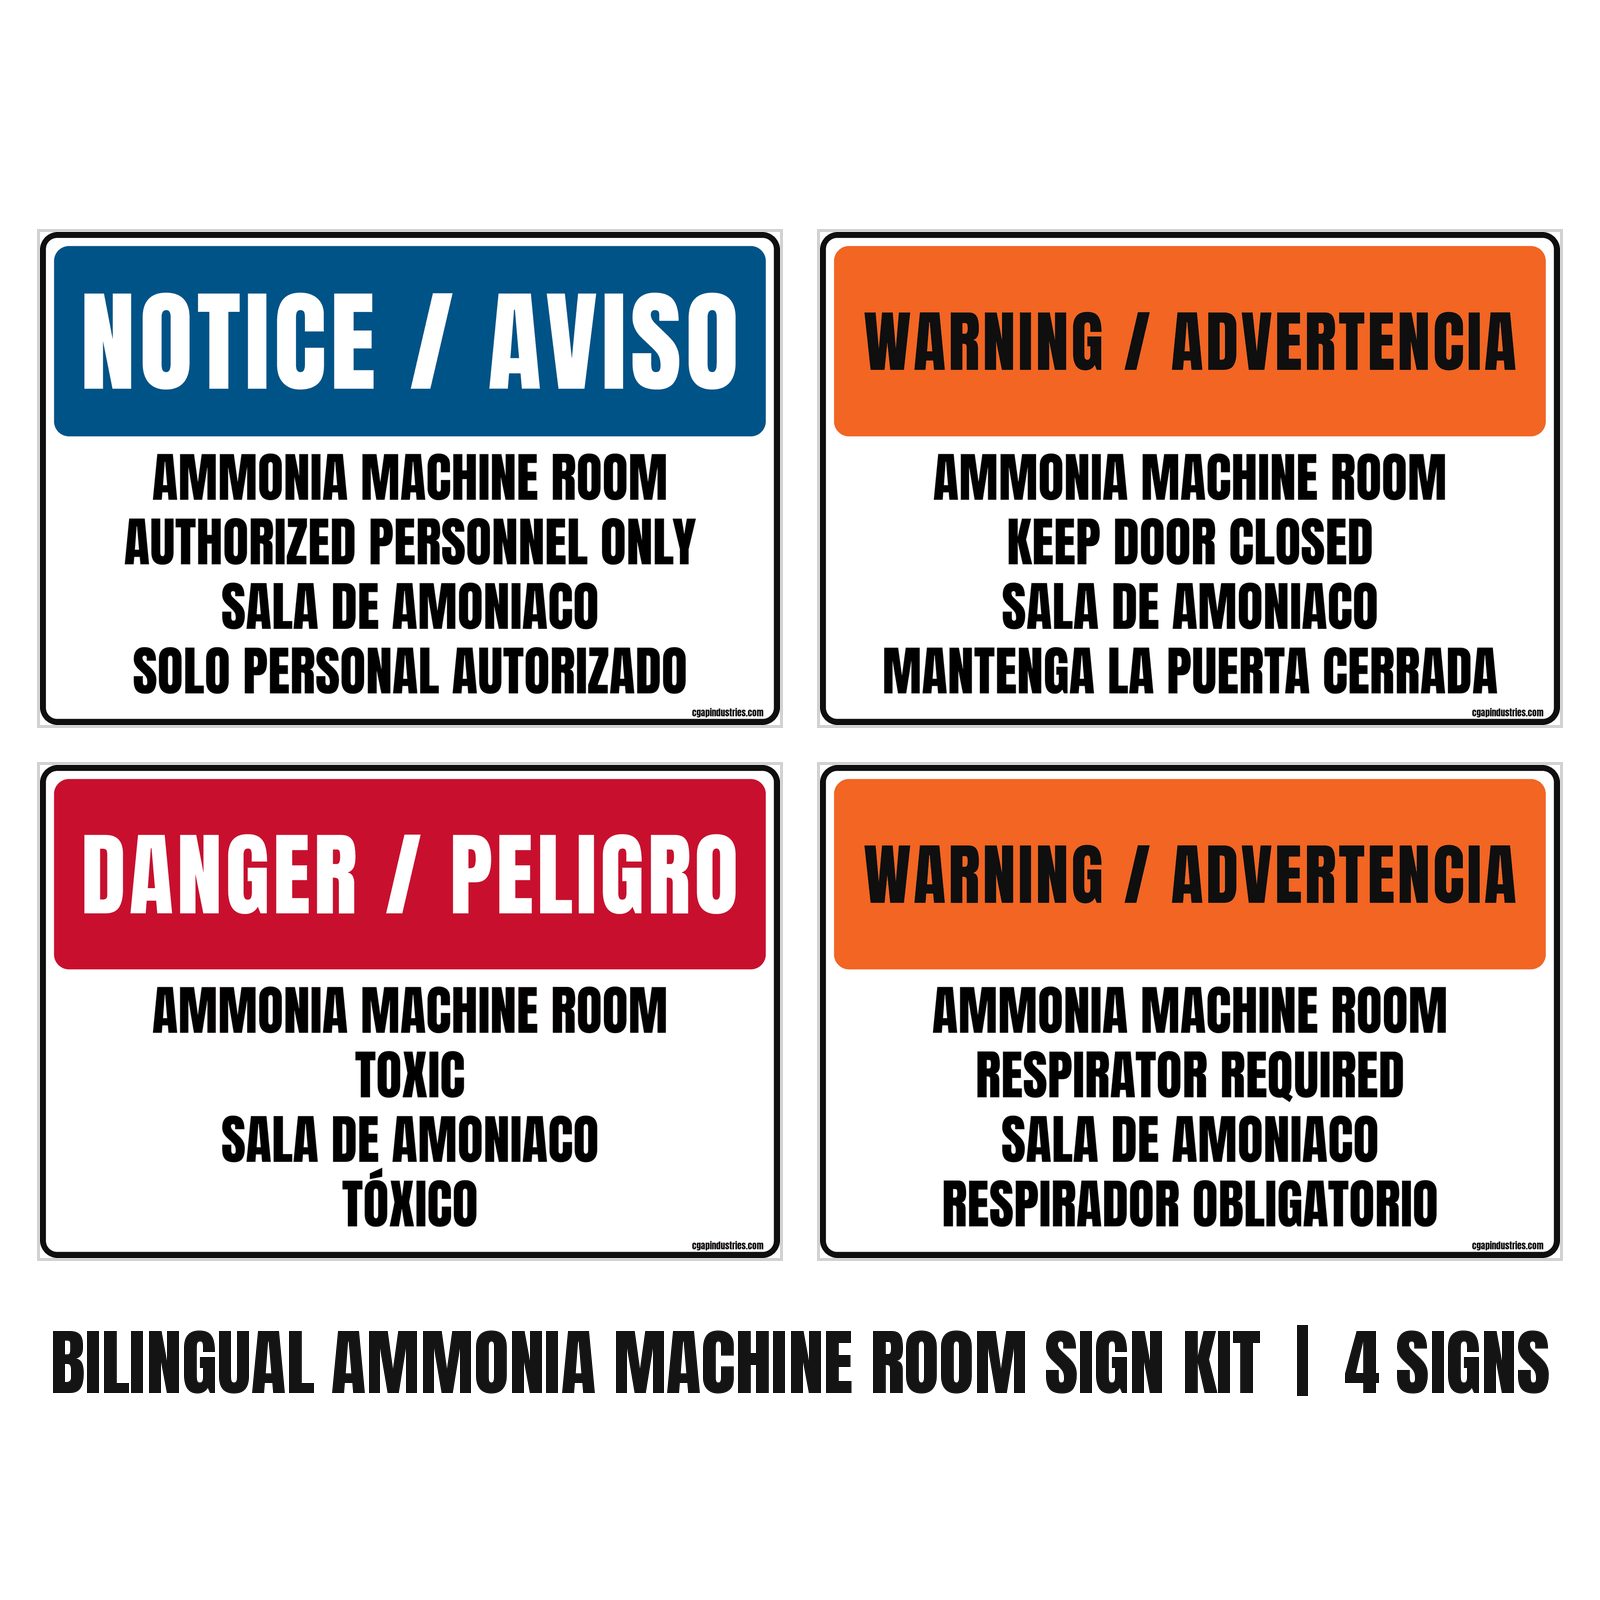 NOTICE / AVISO
AMMONIA MACHINE ROOM
AUTHORIZED PERSONNEL ONLY
SALA DE AMONIACO
SOLO PERSONAL AUTORIZADO
cgapindustries.com
WARNING / ADVERTENCIA
AMMONIA MACHINE ROOM
KEEP DOOR CLOSED
SALA DE AMONIACO
MANTENGA LA PUERTA CERRADA
cgapindustries.com
DANGER / PELIGRO
AMMONIA MACHINE ROOM
TOXIC
SALA DE AMONIACO
TÓXICO
cgapindustries.com
WARNING / ADVERTENCIA
AMMONIA MACHINE ROOM
RESPIRATOR REQUIRED
SALA DE AMONIACO
RESPIRADOR OBLIGATORIO
cgapindustries.com
BILINGUAL AMMONIA MACHINE ROOM SIGN KIT | 4 SIGNS